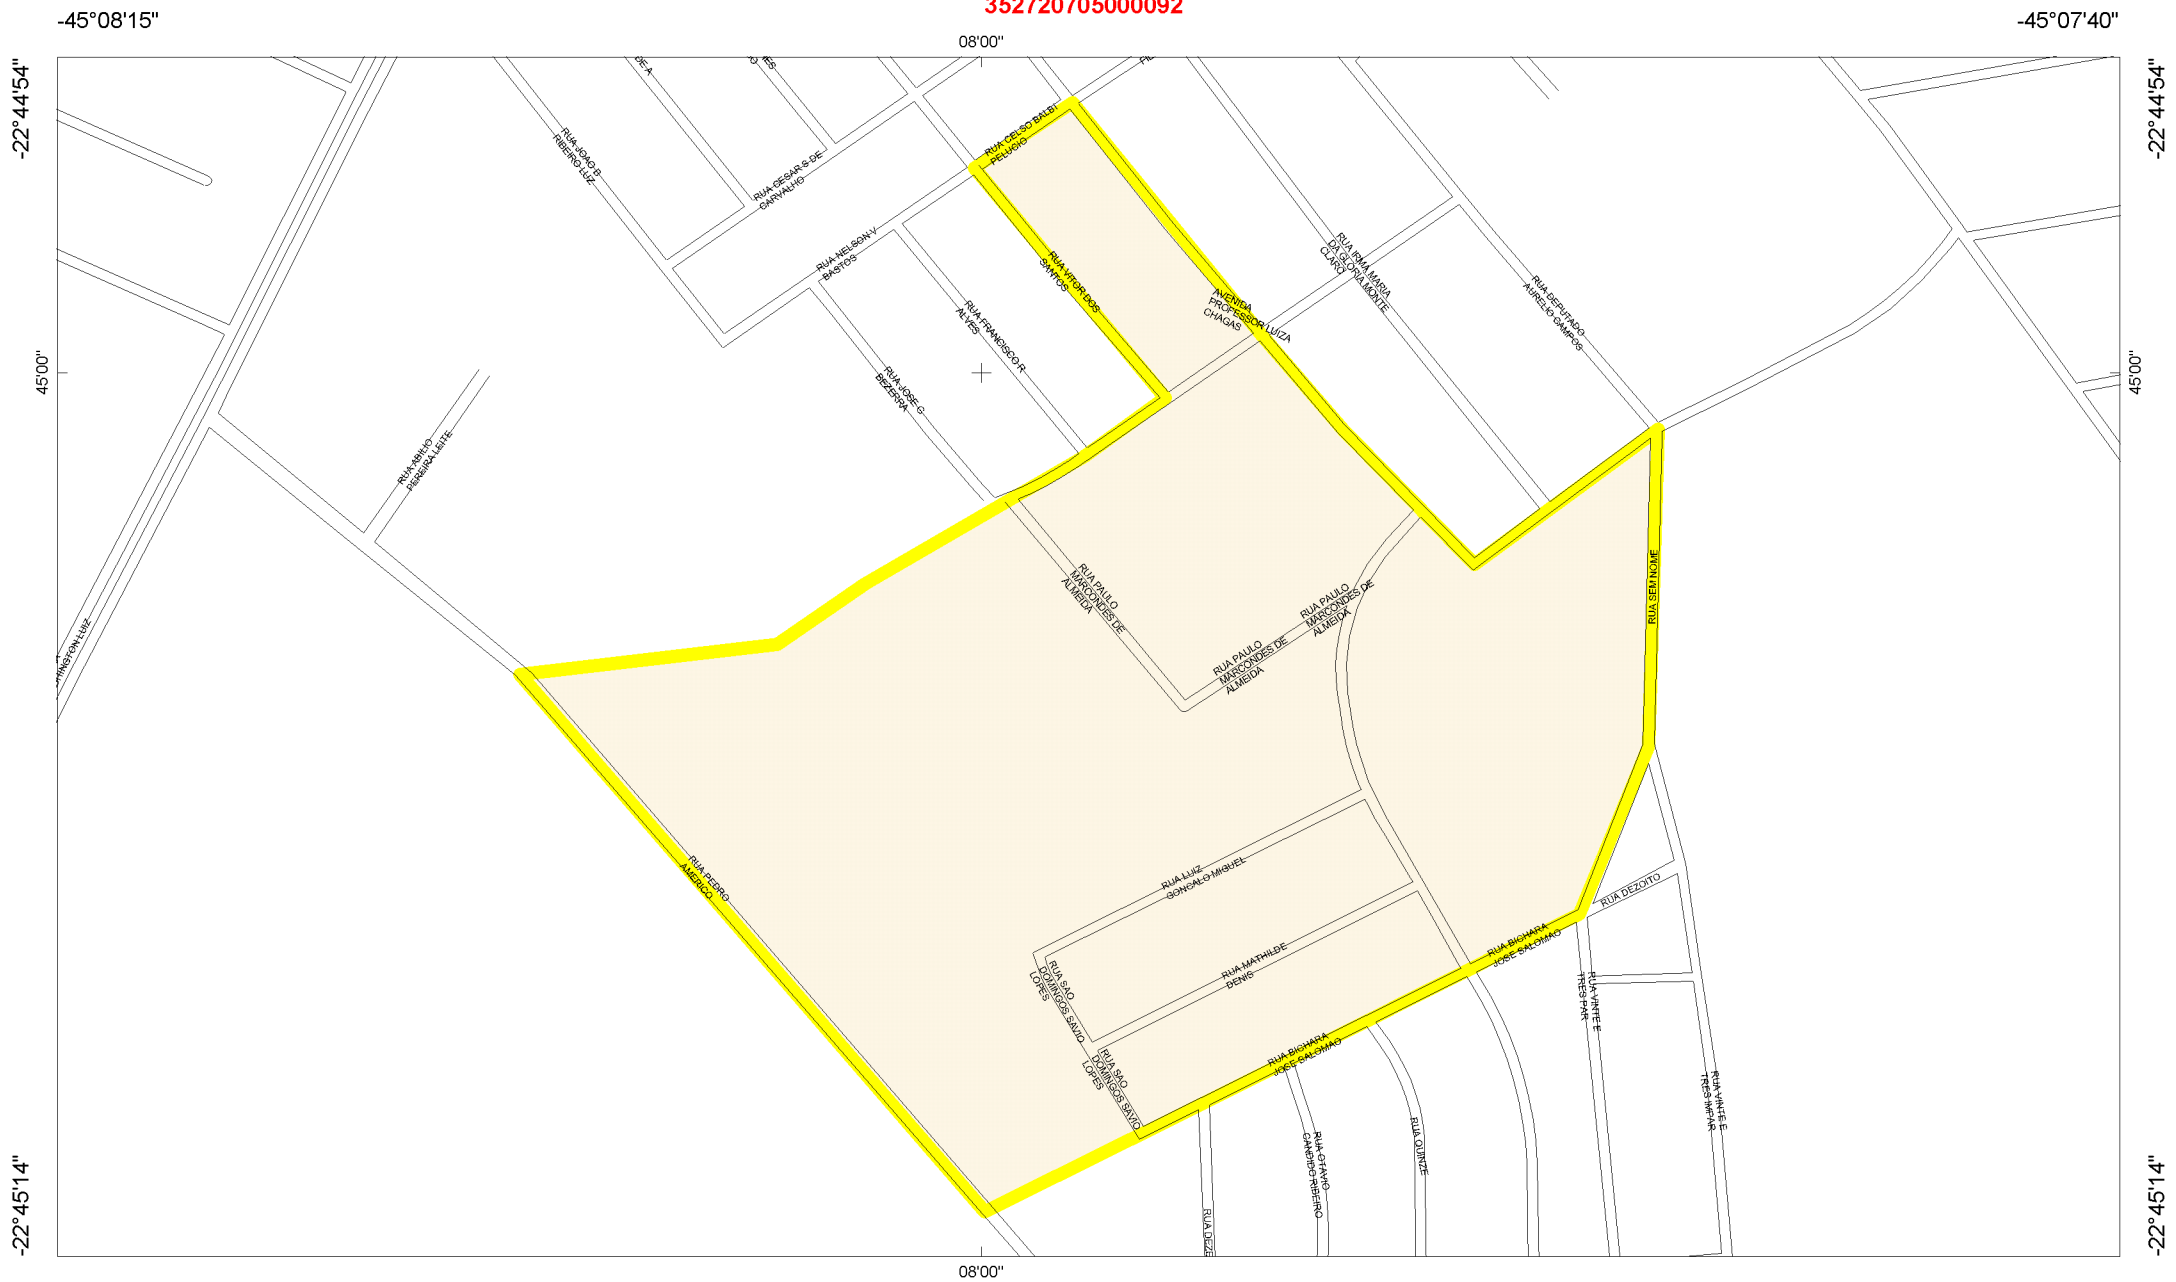 352720705000092
-45°08'15"
-45°07'40"
08'00"
-22°44'54"
-22°44'54"
DE A
RUA CELSO BALBI
PELUCIO
RUA JOAO B
RIBEIRO LUZ
RUA CESAR S DE
CARVALHO
RUA NELSON V
BASTOS
RUA VITOR DOS
SANTOS
RUA IRMA MARIA
DA GLORIA MONTE
CLARO
RUA DEPUTADO
AURELIO CAMPOS
AVENIDA
PROFESSOR LUIZA
CHAGAS
RUA FRANCISCO R
ALVES
RUA JOSE G
BEZERRA
45'00"
45'00"
RUA ABILIO
PEREIRA LEITE
RUA PAULO
MARCONDES DE
ALMEIDA
RUA PAULO
MARCONDES DE
ALMEIDA
RUA PAULO
MARCONDES DE
ALMEIDA
RUA SEM NOME
HINGTON LUIZ
RUA PEDRO
AMERICO
RUA LUIZ
GONCALO MIGUEL
RUA DEZOITO
RUA BICHARA
JOSE SALOMAO
RUA MATHILDE
DENIS
RUA SAO
DOMINGOS SAVIO
LOPES
RUA VINTE E
TRES PAR
RUA BICHARA
JOSE SALOMAO
RUA SAO
DOMINGOS SAVIO
LOPES
RUA VINTE E
TRES IMPAR
RUA QUINZE
RUA OTAVIO
CANDIDO RIBEIRO
RUA DEZE
-22°45'14"
-22°45'14"
08'00"